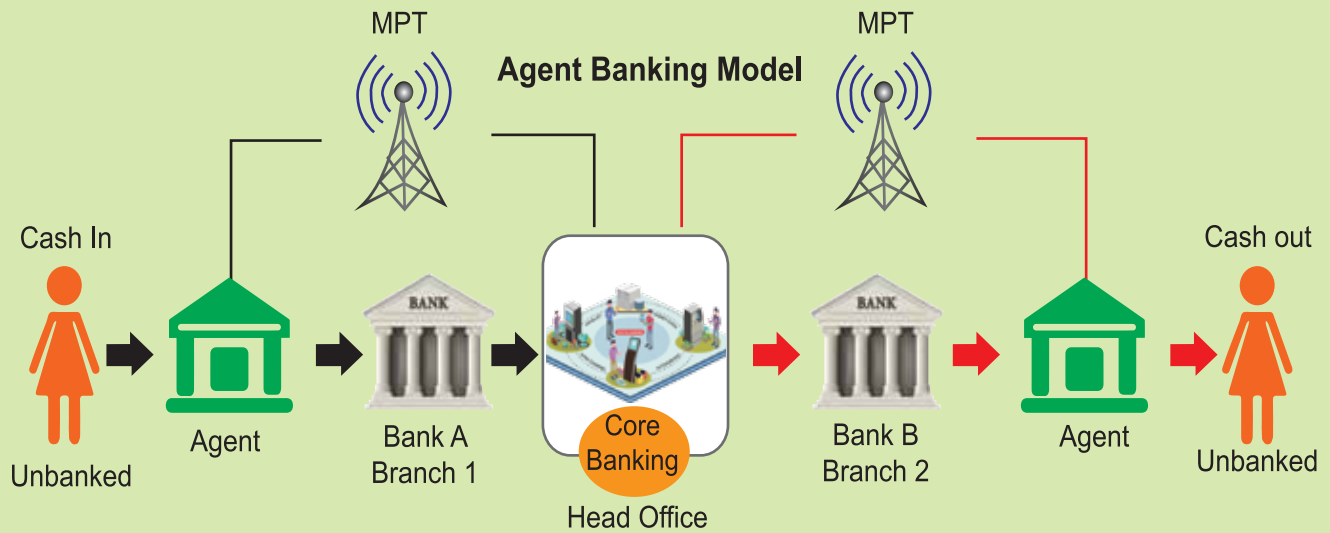 MPT
MPT
Agent Banking Model
Cash In
Cash out
BANK
BANK
Agent
Bank A
Branch 1
Core
Banking
Bank B
Branch 2
Agent
Unbanked
Unbanked
Head Office